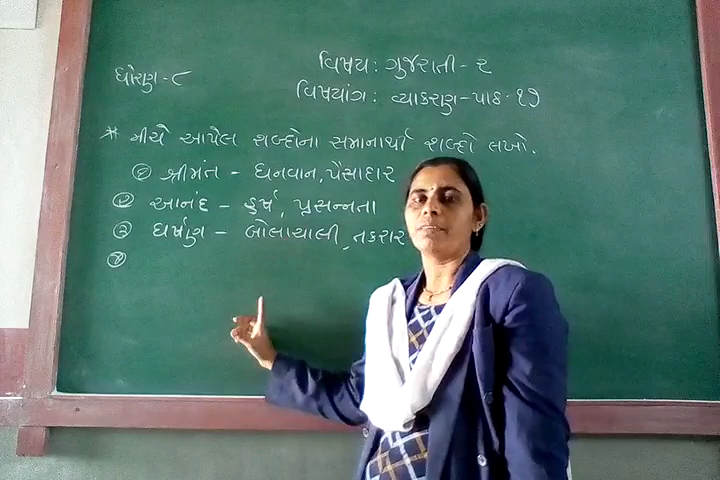 વિષય: ગુજરાતી - ૨
ધોરણ - ૮
વિષયાંગ: વ્યાકરણ - પાઠ - ૧૭
* નીચે આપેલ શબ્દોના સમાનાર્થી શબ્દો લખો.
૧ શ્રીમંત - ધનવાન, પૈસાદાર
૨ આનંદ - હર્ષ, પ્રસન્નતા
૩ ઘર્ષણ - બોલાચાલી, તકરાર
૪